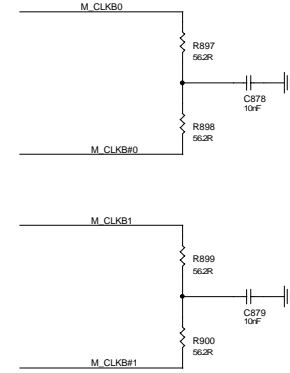 M_CLKB0
R897
56.2R
C878
10nF
R898
56.2R
M_CLKB#0
M_CLKB1
R899
56.2R
C879
10nF
R900
56.2R
M_CLKB#1